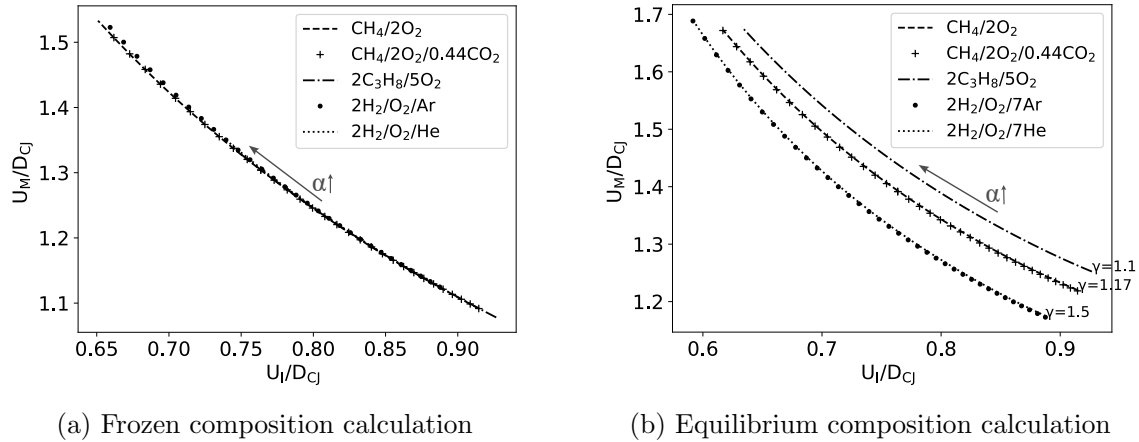 1.5
1.4
1.3
1.2
1.1
U_M/D_CJ
CH₄/2O₂
CH₄/2O₂/0.44CO₂
2C₃H₈/5O₂
2H₂/O₂/Ar
2H₂/O₂/He
α↑
0.65 0.70 0.75 0.80 0.85 0.90
U_I/D_CJ
(a) Frozen composition calculation
1.7
1.6
1.5
1.4
1.3
1.2
U_M/D_CJ
CH₄/2O₂
CH₄/2O₂/0.44CO₂
2C₃H₈/5O₂
2H₂/O₂/7Ar
2H₂/O₂/7He
α↑
γ=1.1
γ=1.17
γ=1.5
0.6 0.7 0.8 0.9
U_I/D_CJ
(b) Equilibrium composition calculation